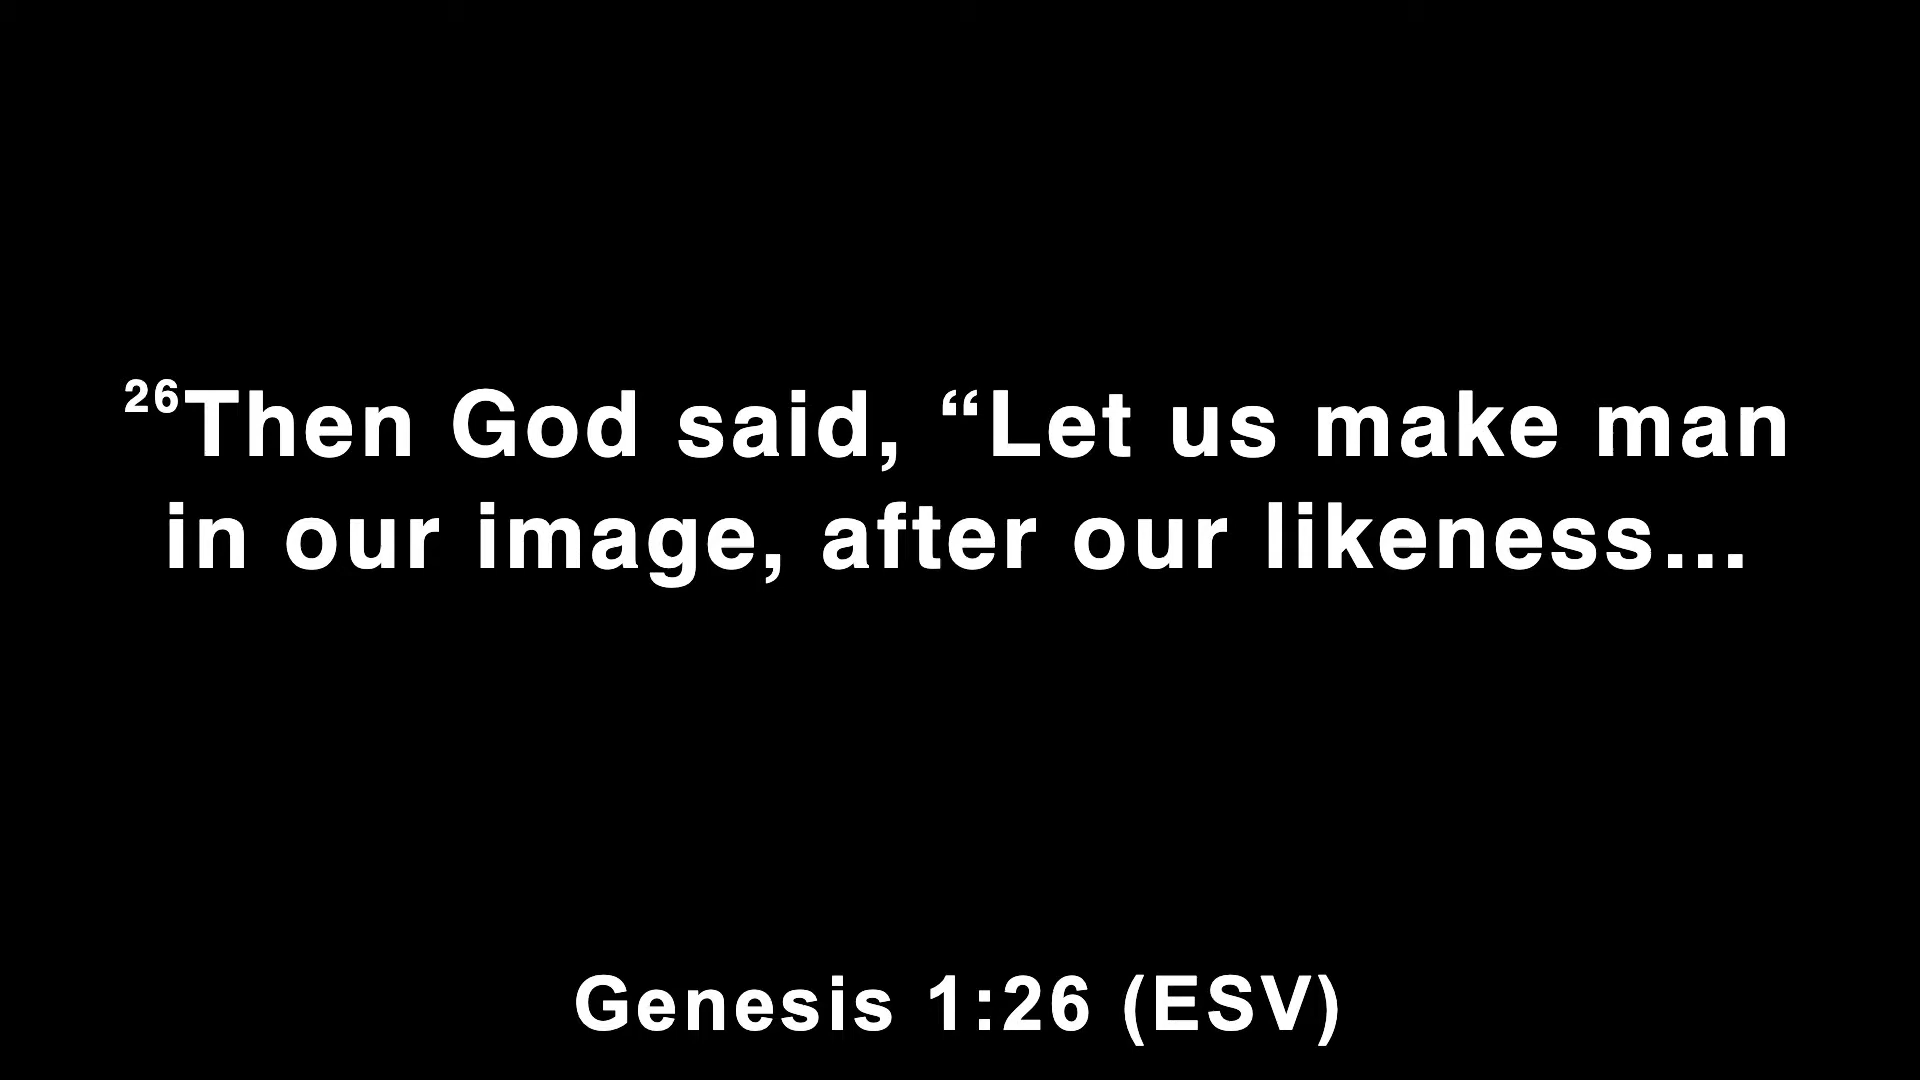 ²⁶Then God said, “Let us make man
in our image, after our likeness...
Genesis 1:26 (ESV)